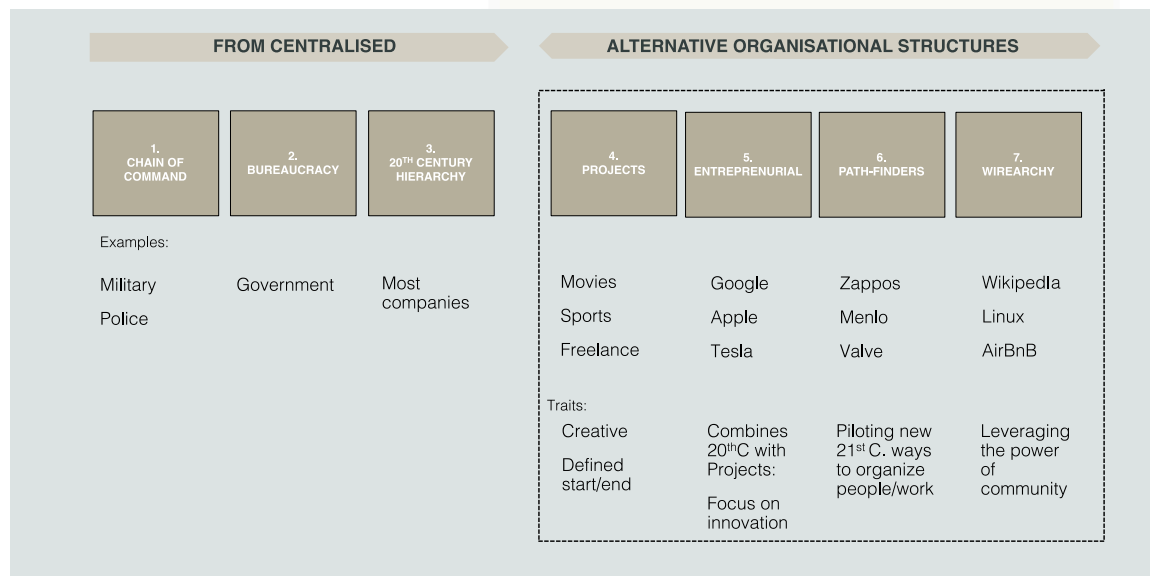 FROM CENTRALISED
ALTERNATIVE ORGANISATIONAL STRUCTURES
1.
CHAIN OF
COMMAND
2.
BUREAUCRACY
3.
20TH CENTURY
HIERARCHY
4.
PROJECTS
5.
ENTREPRENURIAL
6.
PATH-FINDERS
7.
WIREARCHY
Examples:
Military
Police
Government
Most
companies
Movies
Sports
Freelance
Google
Apple
Tesla
Zappos
Menlo
Valve
Wikipedia
Linux
AirBnB
Traits:
Creative
Defined
start/end
Combines
20thC with
Projects:
Focus on
innovation
Piloting new
21st C. ways
to organize
people/work
Leveraging
the power
of
community